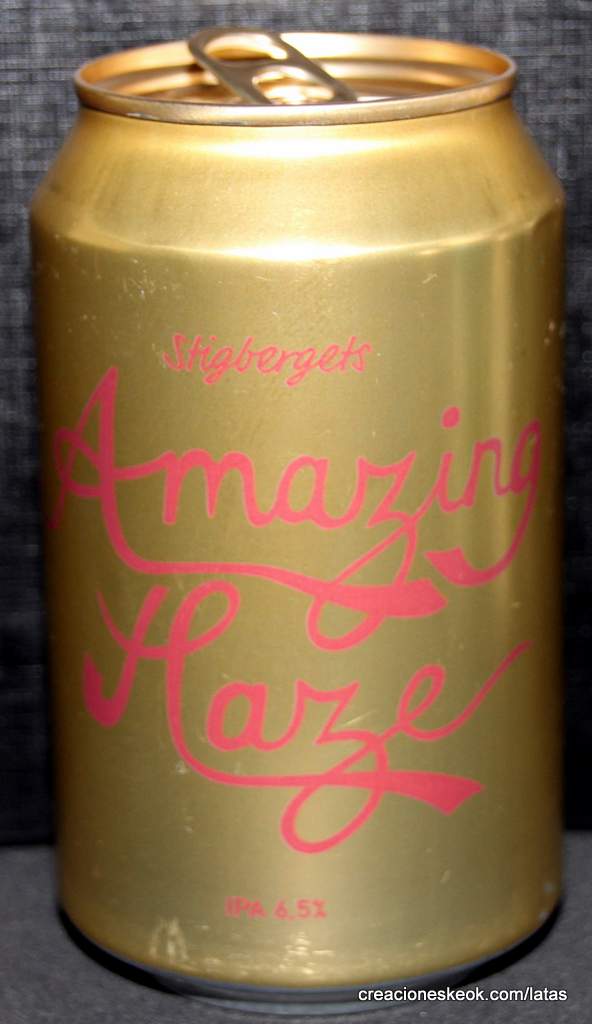 Stigbergets
Amazing
Haze
IPA 6,5%
creacioneskeok.com/latas